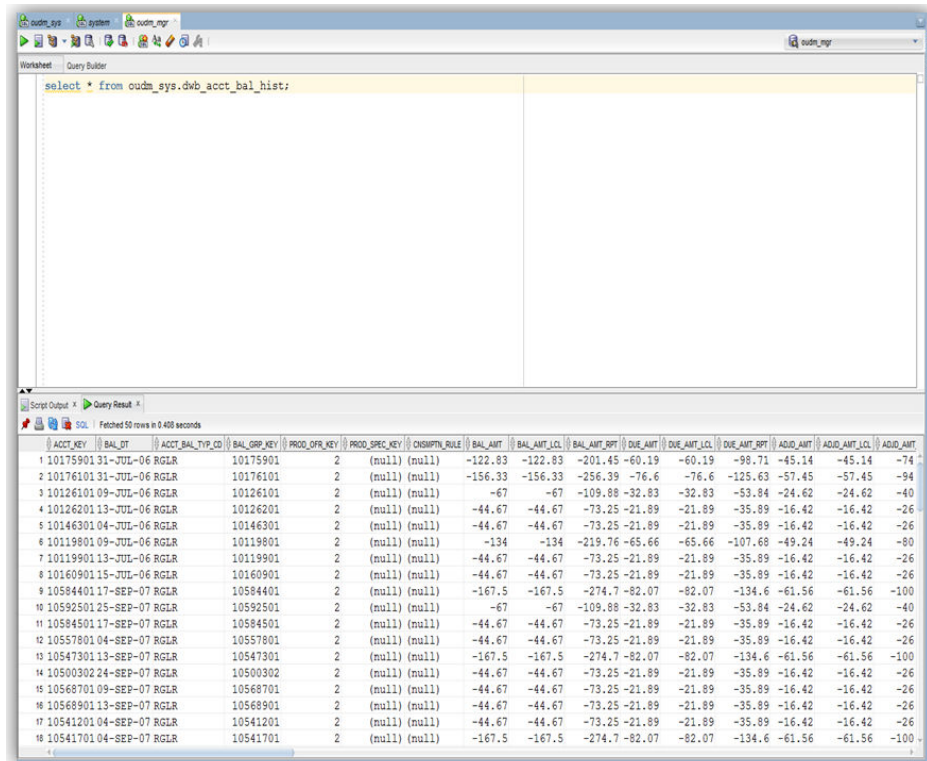 oudm_sys system oudm_mgr
oudm_mgr
Worksheet Query Builder
select * from oudm_sys.dwb_acct_bal_hist;
Script Output x Query Result x
SQL | Fetched 50 rows in 0.408 seconds
ACCT_KEY BAL_DT ACCT_BAL_TYP_CD BAL_GRP_KEY PROD_OFR_KEY PROD_SPEC_KEY CNSMPTN_RULE BAL_AMT BAL_AMT_LCL BAL_AMT_RPT DUE_AMT DUE_AMT_LCL DUE_AMT_RPT ADJD_AMT ADJD_AMT_LCL ADJD_AMT
1 10175901 31-JUL-06 RGLR 10175901 2 (null) (null) -122.83 -122.83 -201.45 -60.19 -60.19 -98.71 -45.14 -45.14 -74
2 10176101 31-JUL-06 RGLR 10176101 2 (null) (null) -156.33 -156.33 -256.39 -76.6 -76.6 -125.63 -57.45 -57.45 -94
3 10126101 09-JUL-06 RGLR 10126101 2 (null) (null) -67 -67 -109.88 -32.83 -32.83 -53.84 -24.62 -24.62 -40
4 10126201 13-JUL-06 RGLR 10126201 2 (null) (null) -44.67 -44.67 -73.25 -21.89 -21.89 -35.89 -16.42 -16.42 -26
5 10146301 04-JUL-06 RGLR 10146301 2 (null) (null) -44.67 -44.67 -73.25 -21.89 -21.89 -35.89 -16.42 -16.42 -26
6 10119801 09-JUL-06 RGLR 10119801 2 (null) (null) -134 -134 -219.76 -65.66 -65.66 -107.68 -49.24 -49.24 -80
7 10119901 13-JUL-06 RGLR 10119901 2 (null) (null) -44.67 -44.67 -73.25 -21.89 -21.89 -35.89 -16.42 -16.42 -26
8 10160901 15-JUL-06 RGLR 10160901 2 (null) (null) -44.67 -44.67 -73.25 -21.89 -21.89 -35.89 -16.42 -16.42 -26
9 10584401 17-SEP-07 RGLR 10584401 2 (null) (null) -167.5 -167.5 -274.7 -82.07 -82.07 -134.6 -61.56 -61.56 -100
10 10592501 25-SEP-07 RGLR 10592501 2 (null) (null) -67 -67 -109.88 -32.83 -32.83 -53.84 -24.62 -24.62 -40
11 10584501 17-SEP-07 RGLR 10584501 2 (null) (null) -44.67 -44.67 -73.25 -21.89 -21.89 -35.89 -16.42 -16.42 -26
12 10557801 04-SEP-07 RGLR 10557801 2 (null) (null) -44.67 -44.67 -73.25 -21.89 -21.89 -35.89 -16.42 -16.42 -26
13 10547301 13-SEP-07 RGLR 10547301 2 (null) (null) -167.5 -167.5 -274.7 -82.07 -82.07 -134.6 -61.56 -61.56 -100
14 10500302 24-SEP-07 RGLR 10500302 2 (null) (null) -44.67 -44.67 -73.25 -21.89 -21.89 -35.89 -16.42 -16.42 -26
15 10568701 09-SEP-07 RGLR 10568701 2 (null) (null) -44.67 -44.67 -73.25 -21.89 -21.89 -35.89 -16.42 -16.42 -26
16 10568901 13-SEP-07 RGLR 10568901 2 (null) (null) -44.67 -44.67 -73.25 -21.89 -21.89 -35.89 -16.42 -16.42 -26
17 10541201 04-SEP-07 RGLR 10541201 2 (null) (null) -44.67 -44.67 -73.25 -21.89 -21.89 -35.89 -16.42 -16.42 -26
18 10541701 04-SEP-07 RGLR 10541701 2 (null) (null) -167.5 -167.5 -274.7 -82.07 -82.07 -134.6 -61.56 -61.56 -100